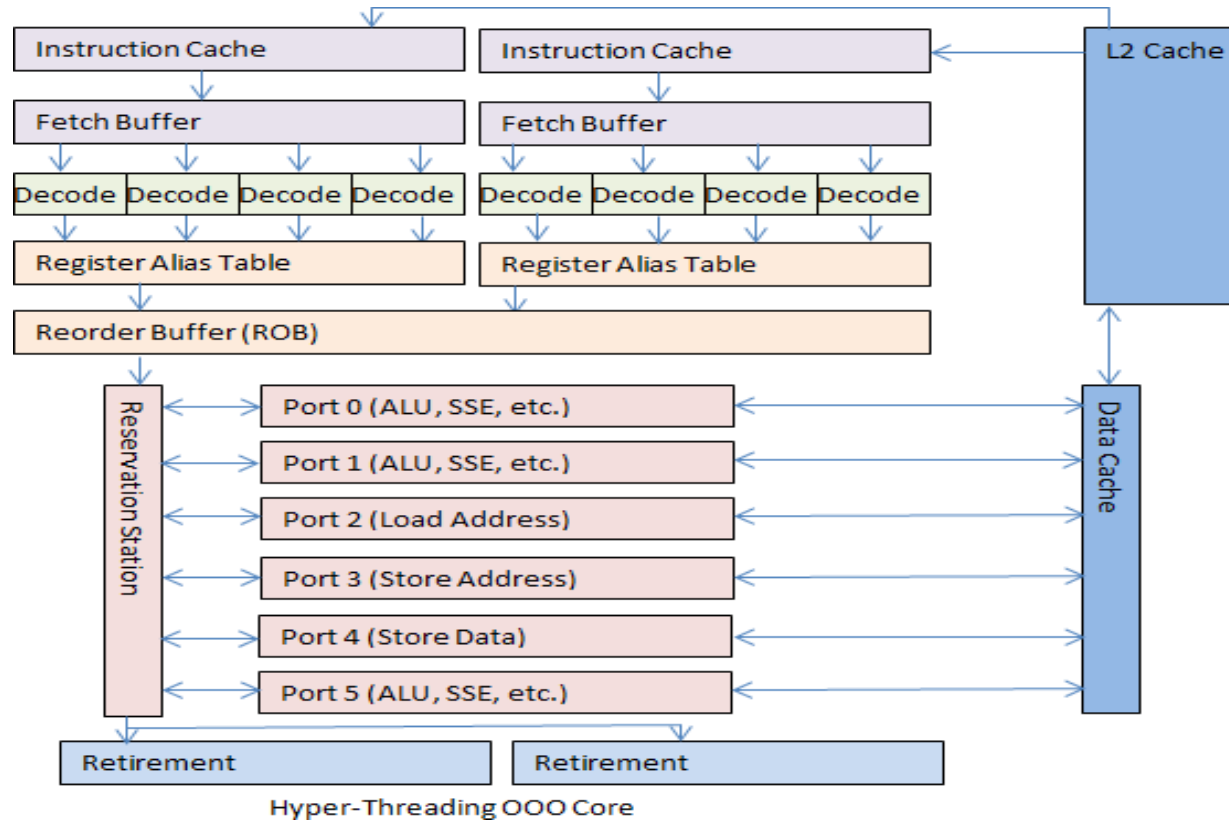 Instruction Cache
Instruction Cache
L2 Cache
Fetch Buffer
Fetch Buffer
Decode Decode Decode Decode
Decode Decode Decode Decode
Register Alias Table
Register Alias Table
Reorder Buffer (ROB)
Reservation Station
Port 0 (ALU, SSE, etc.)
Port 1 (ALU, SSE, etc.)
Port 2 (Load Address)
Port 3 (Store Address)
Port 4 (Store Data)
Port 5 (ALU, SSE, etc.)
Data Cache
Retirement
Retirement
Hyper-Threading OOO Core